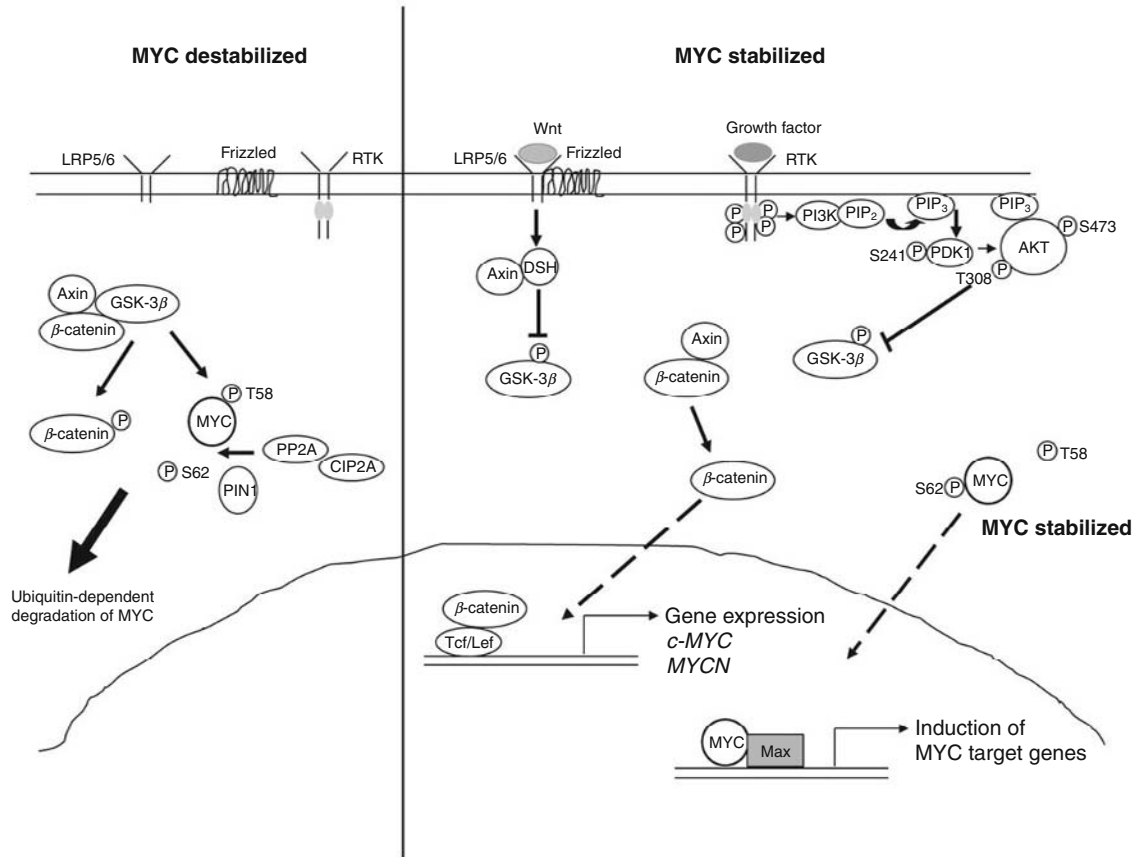 MYC destabilized
MYC stabilized
LRP5/6
Frizzled
RTK
Wnt
LRP5/6
Frizzled
Growth factor
RTK
P
P
P
P
PI3K
PIP2
PIP3
PIP3
S241
P
PDK1
AKT
P
S473
T308
P
Axin
GSK-3β
β-catenin
Axin
DSH
P
GSK-3β
Axin
β-catenin
P
GSK-3β
β-catenin
P
P
T58
MYC
PP2A
CIP2A
P
S62
PIN1
β-catenin
P
T58
S62
P
MYC
MYC stabilized
Ubiquitin-dependent
degradation of MYC
β-catenin
Tcf/Lef
Gene expression
c-MYC
MYCN
MYC
Max
Induction of
MYC target genes